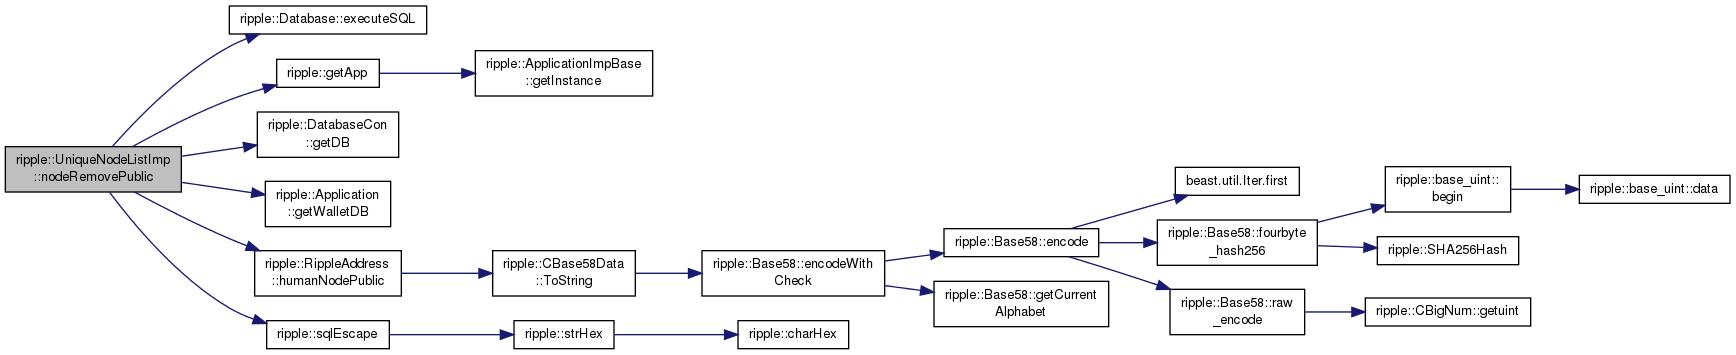 ripple::Database::executeSQL
ripple::getApp
ripple::ApplicationImpBase
::getInstance
ripple::DatabaseCon
::getDB
ripple::UniqueNodeListImp
::nodeRemovePublic
ripple::Application
::getWalletDB
beast.util.Iter.first
ripple::base_uint::
begin
ripple::base_uint::data
ripple::Base58::encode
ripple::Base58::fourbyte
_hash256
ripple::SHA256Hash
ripple::RippleAddress
::humanNodePublic
ripple::CBase58Data
::ToString
ripple::Base58::encodeWith
Check
ripple::Base58::getCurrent
Alphabet
ripple::Base58::raw
_encode
ripple::CBigNum::getuint
ripple::sqlEscape
ripple::strHex
ripple::charHex